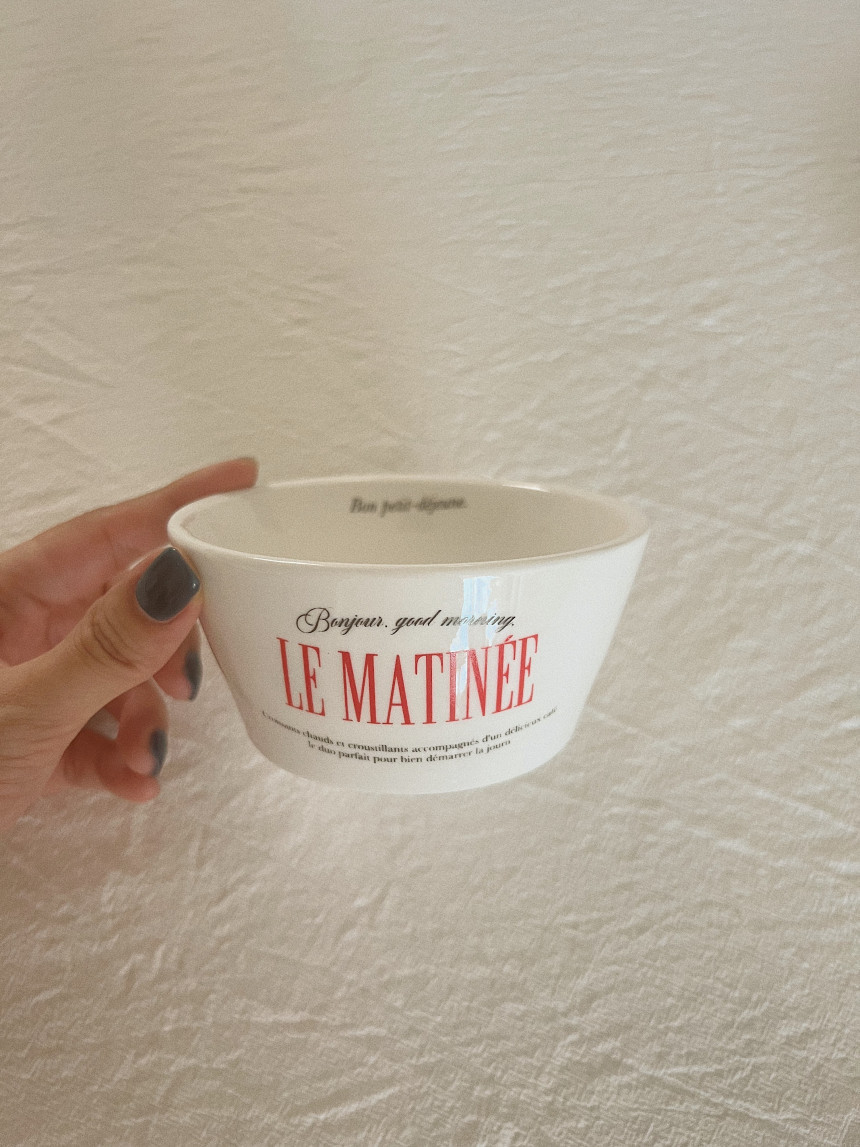 Bon petit-déjeune.
Bonjour. good morning.
LE MATINÉE
Croissants chauds et croustillants accompagnés d'un délicieux café
le duo parfait pour bien démarrer la journ